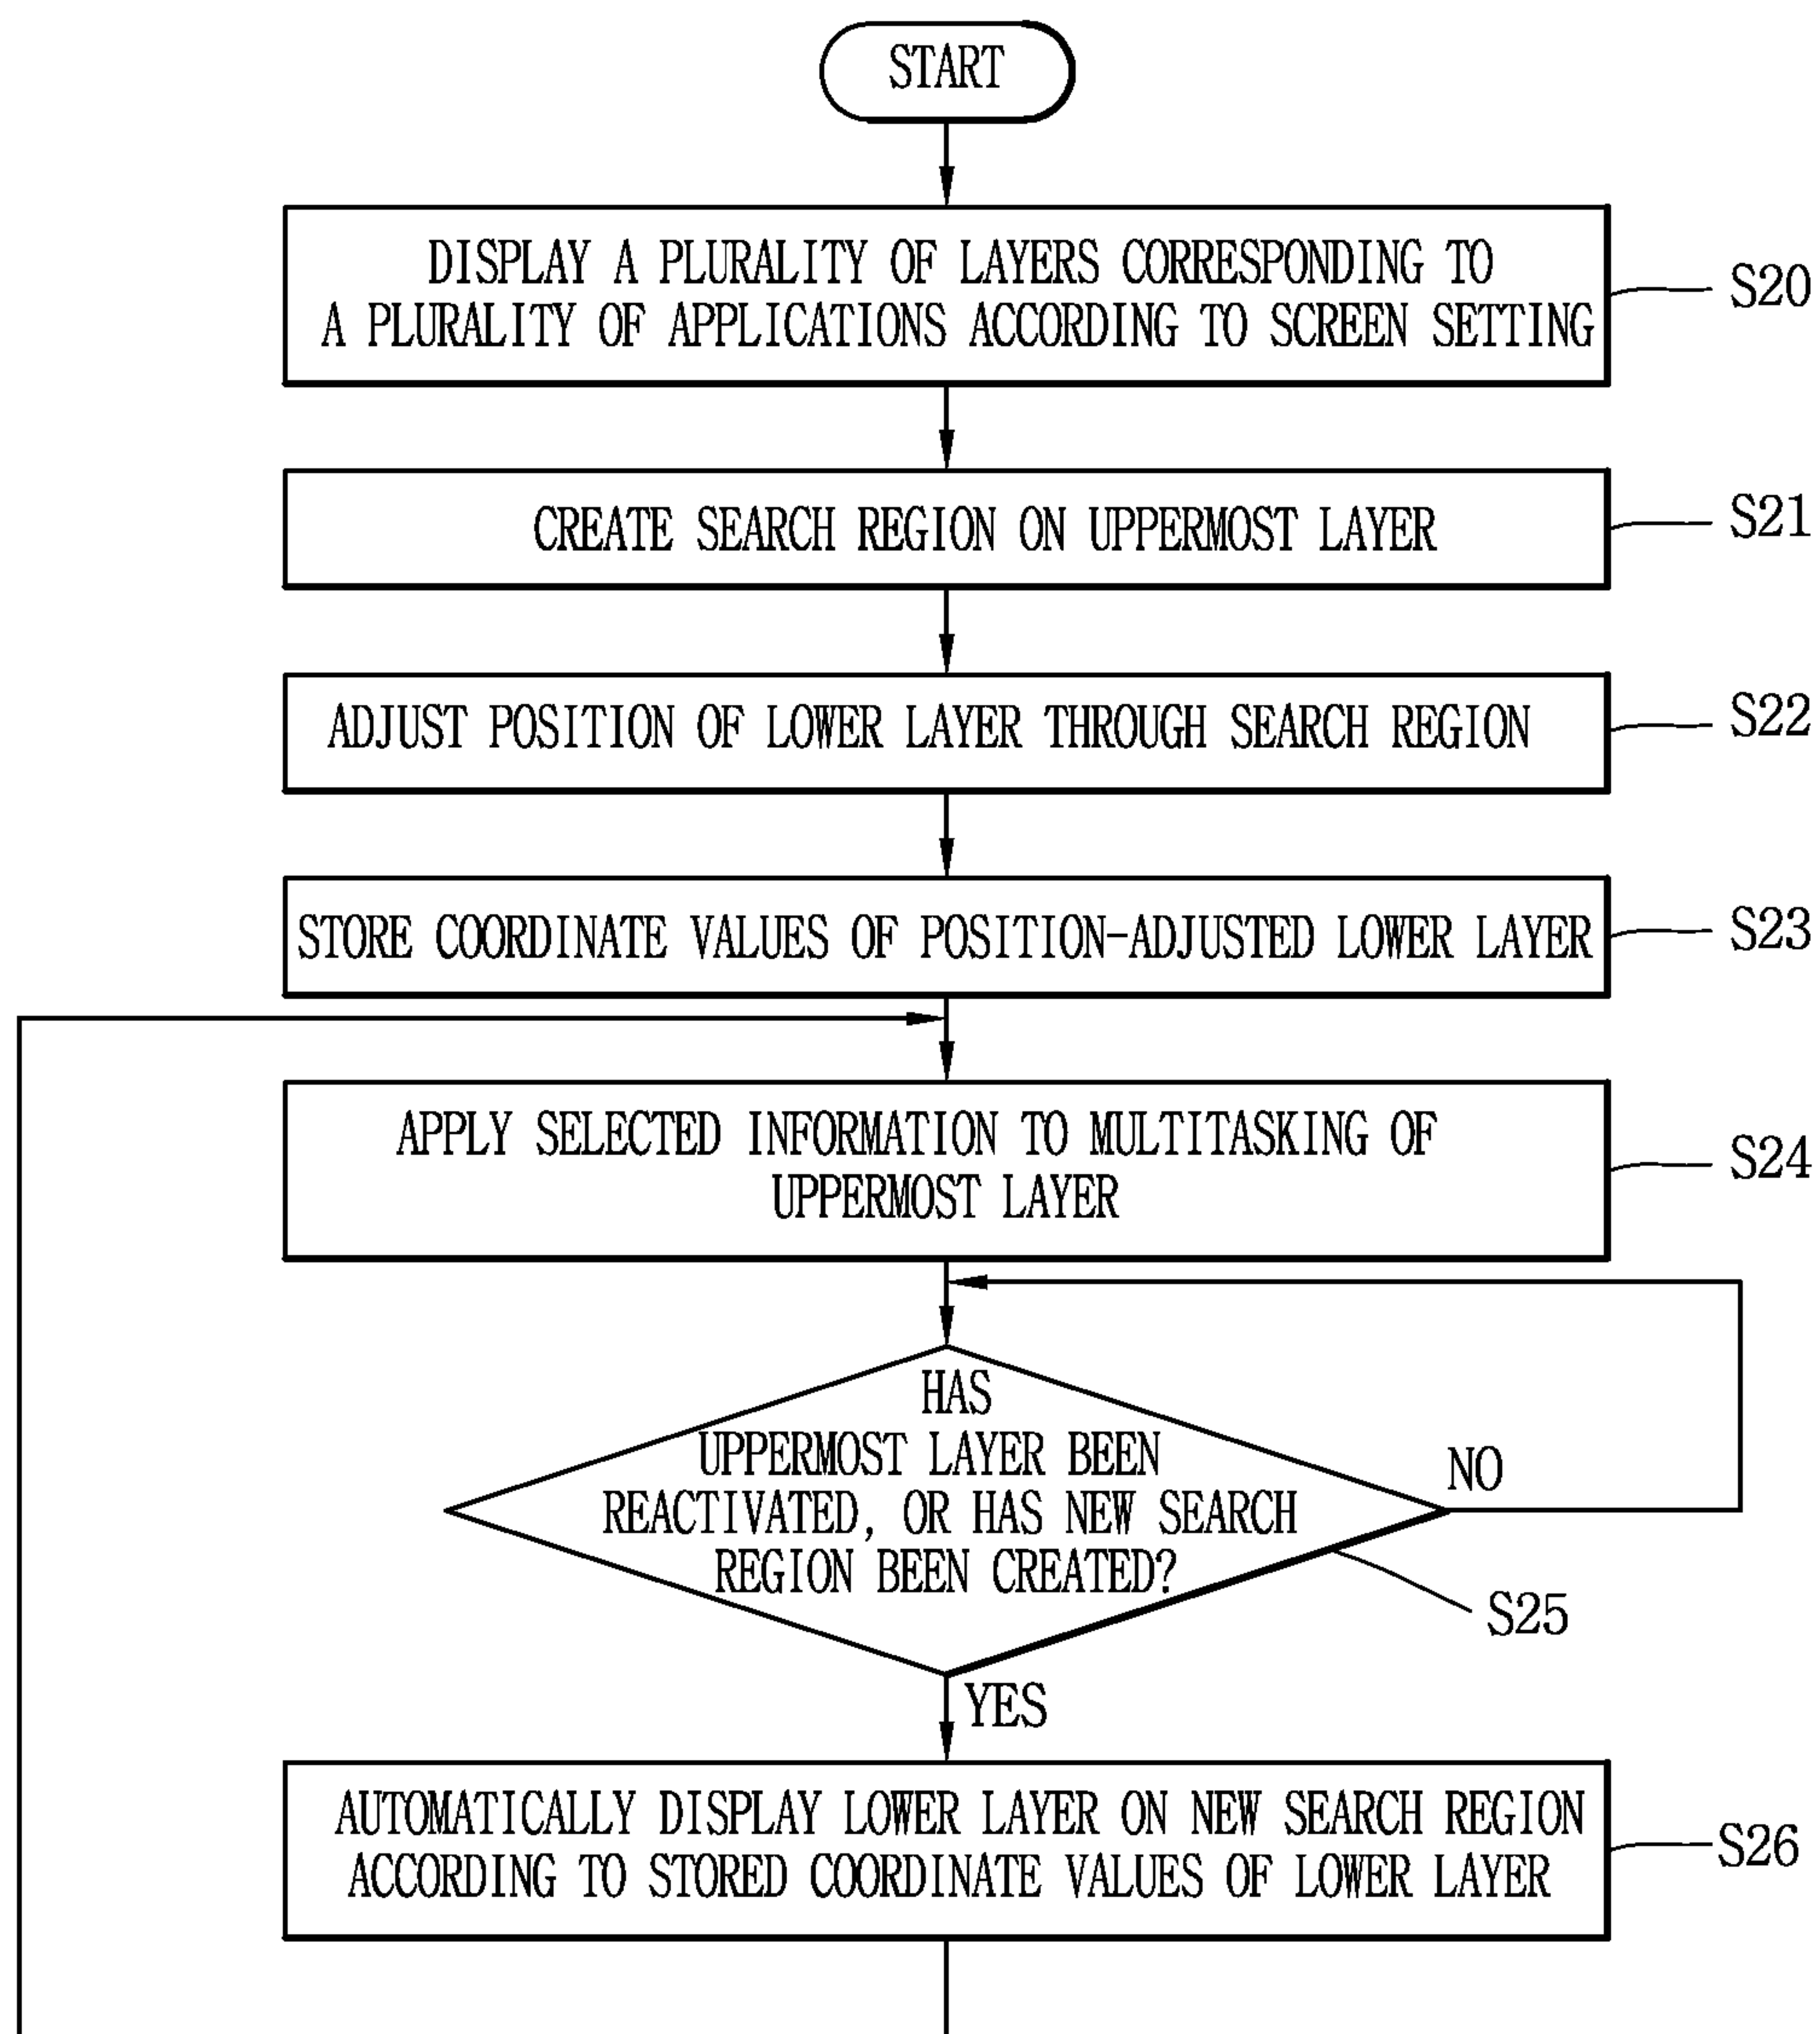 START
DISPLAY A PLURALITY OF LAYERS CORRESPONDING TO
A PLURALITY OF APPLICATIONS ACCORDING TO SCREEN SETTING
S20
CREATE SEARCH REGION ON UPPERMOST LAYER
S21
ADJUST POSITION OF LOWER LAYER THROUGH SEARCH REGION
S22
STORE COORDINATE VALUES OF POSITION-ADJUSTED LOWER LAYER
S23
APPLY SELECTED INFORMATION TO MULTITASKING OF
UPPERMOST LAYER
S24
HAS
UPPERMOST LAYER BEEN
REACTIVATED, OR HAS NEW SEARCH
REGION BEEN CREATED?
NO
S25
YES
AUTOMATICALLY DISPLAY LOWER LAYER ON NEW SEARCH REGION
ACCORDING TO STORED COORDINATE VALUES OF LOWER LAYER
S26